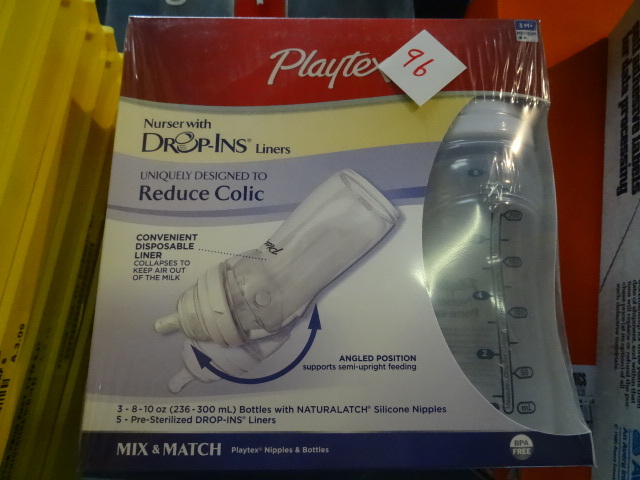 Playtex
96
3M+
Nurser with
DROP-INS® Liners
UNIQUELY DESIGNED TO
Reduce Colic
CONVENIENT
DISPOSABLE
LINER
COLLAPSES TO
KEEP AIR OUT
OF THE MILK
ANGLED POSITION
supports semi-upright feeding
3 - 8-10 oz (236 - 300 mL) Bottles with NATURALATCH® Silicone Nipples
5 - Pre-Sterilized DROP-INS® Liners
MIX & MATCH Playtex® Nipples & Bottles
BPA
FREE
mL